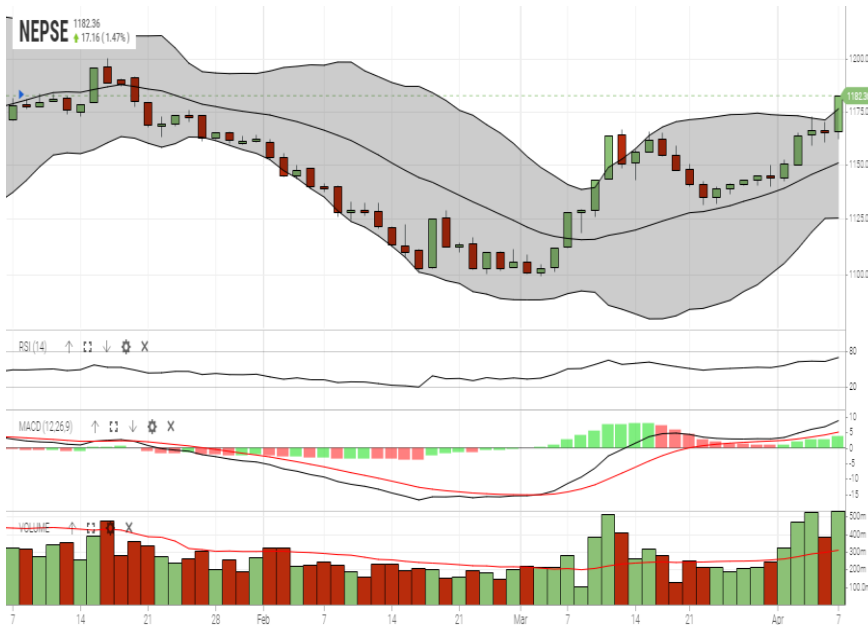 NEPSE 1182.36
17.16 (1.47%)
1200.0
1182.36
1175.0
1150.0
1125.0
1100.0
RSI (14)
80
20
MACD (12,26,9)
10
5
0
-5
-10
-15
VOLUME
500m
400m
300m
200m
100.0m
7 14 21 28 Feb 7 14 21 Mar 7 14 21 Apr 7